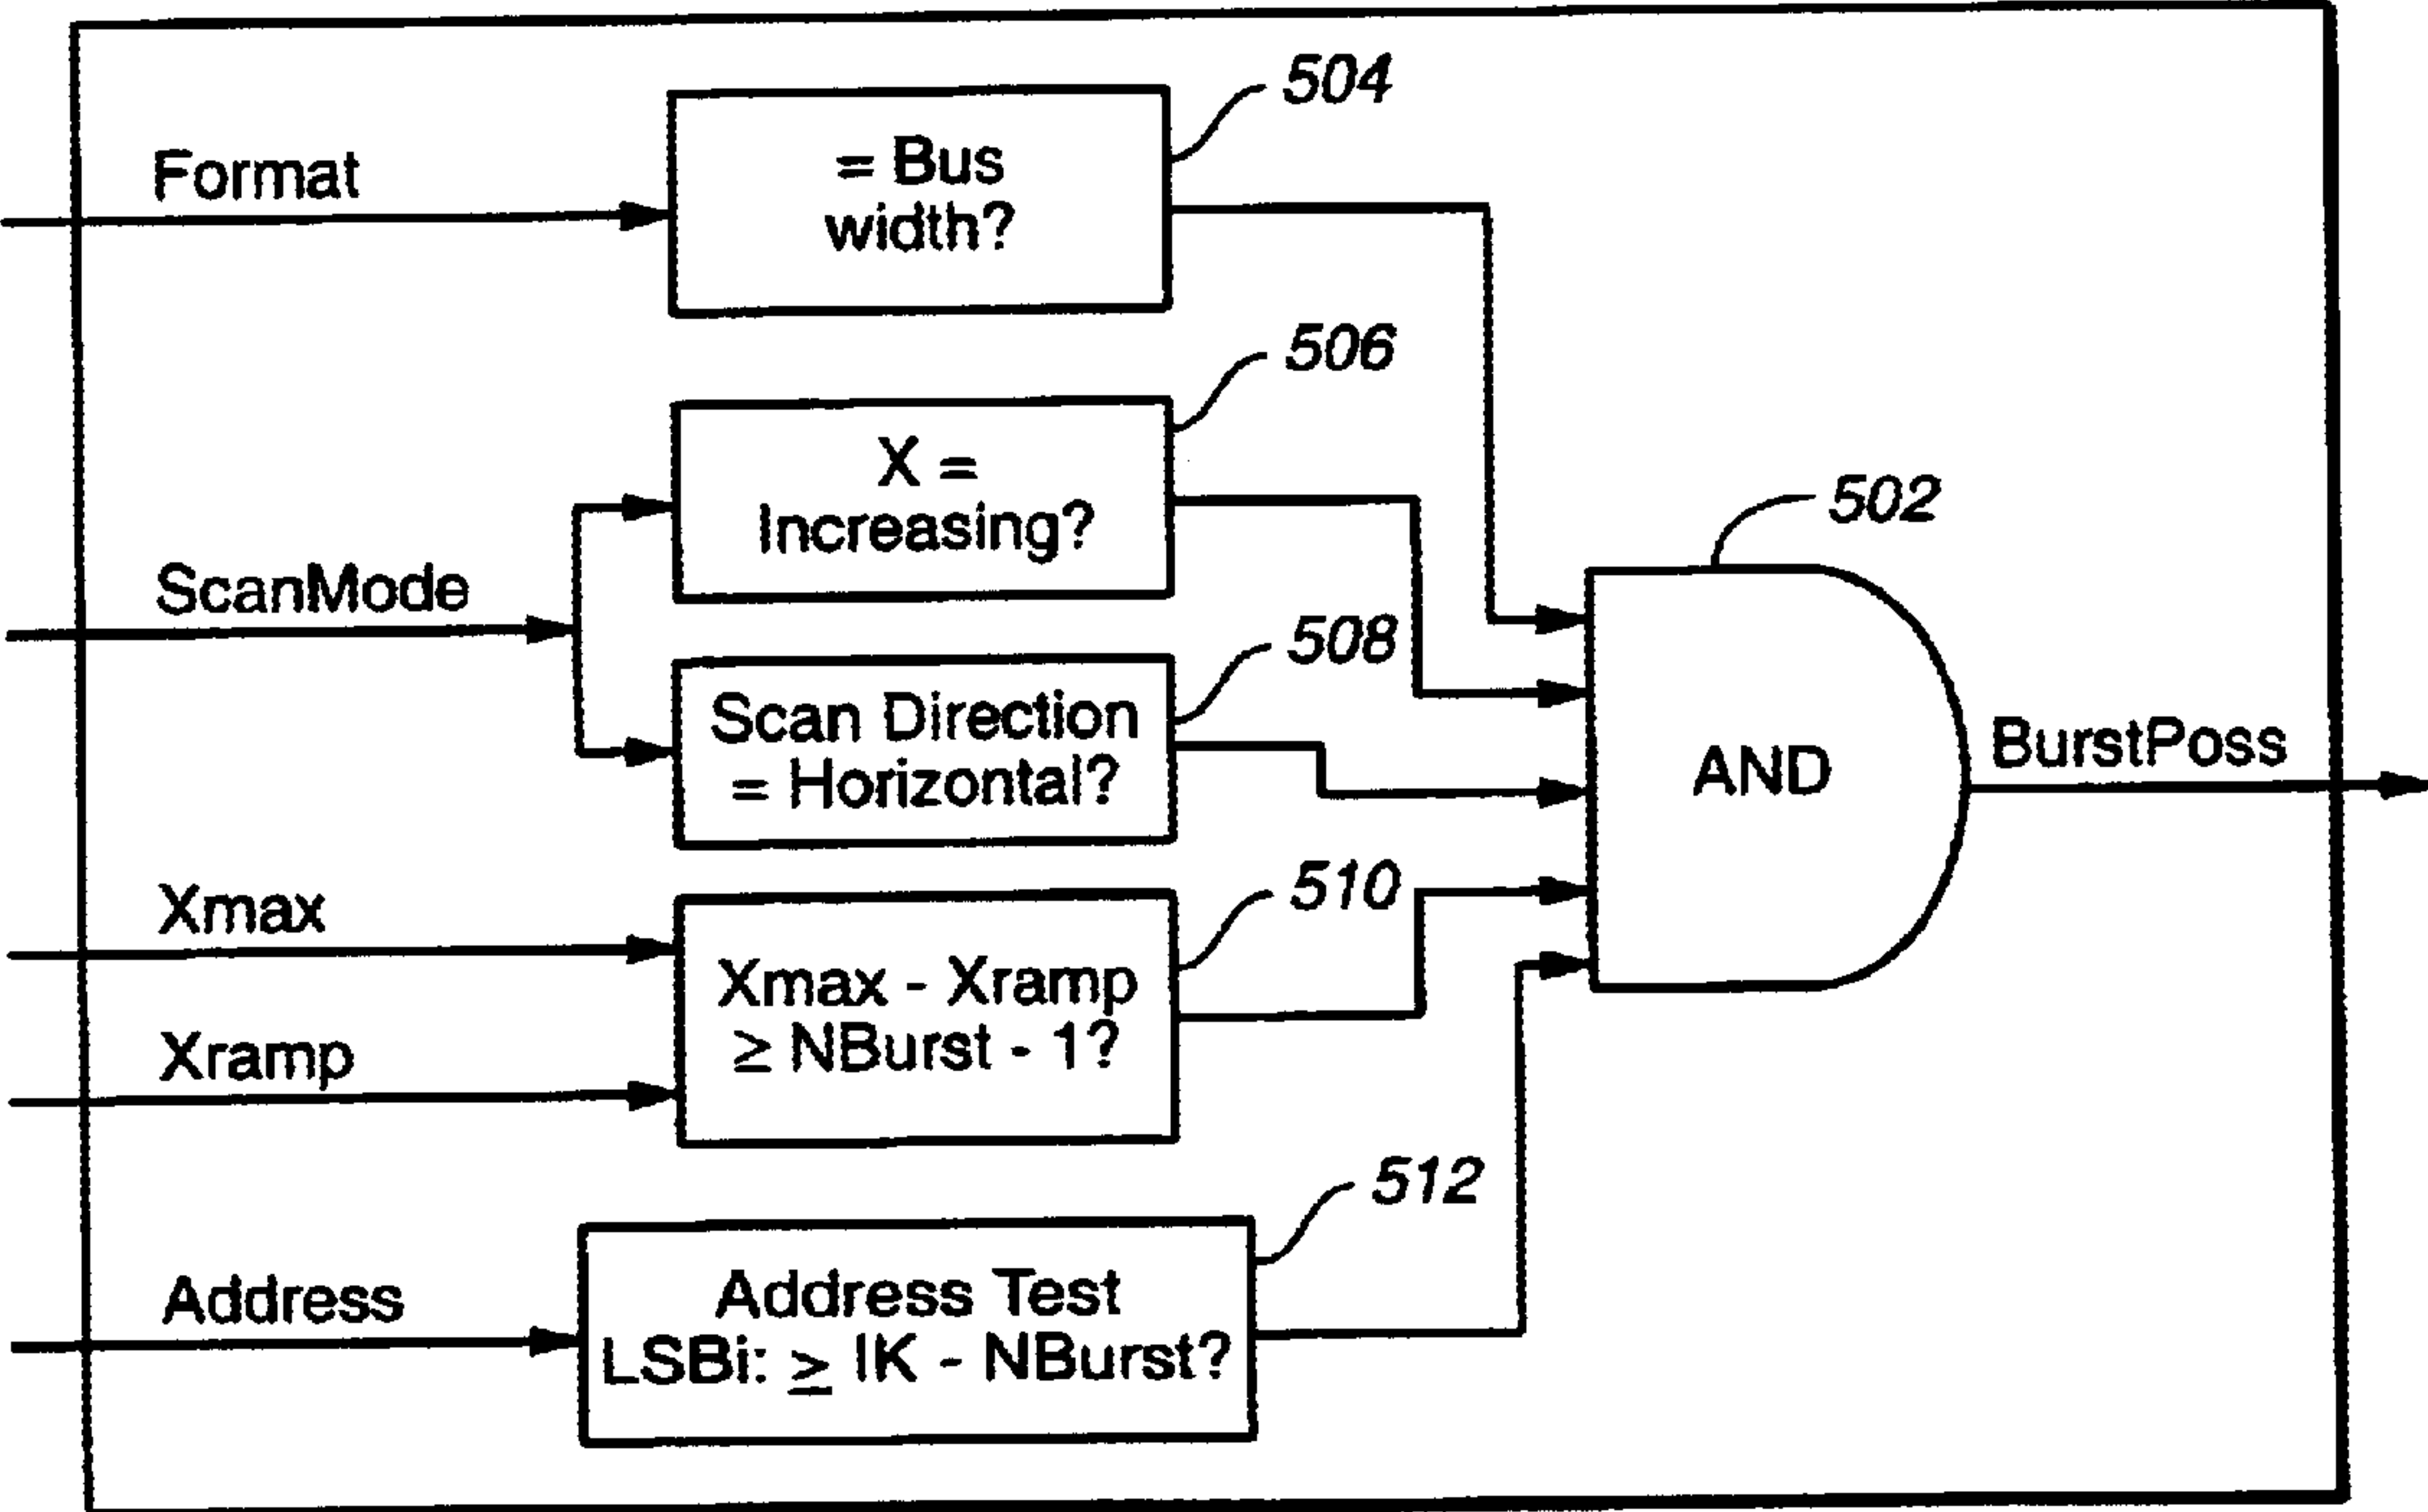 504
Format
= Bus
width?
506
X =
Increasing?
502
ScanMode
508
Scan Direction
= Horizontal?
AND
BurstPoss
510
Xmax
Xmax - Xramp
≥ NBurst - 1?
Xramp
512
Address
Address Test
LSBi: ≥ IK - NBurst?